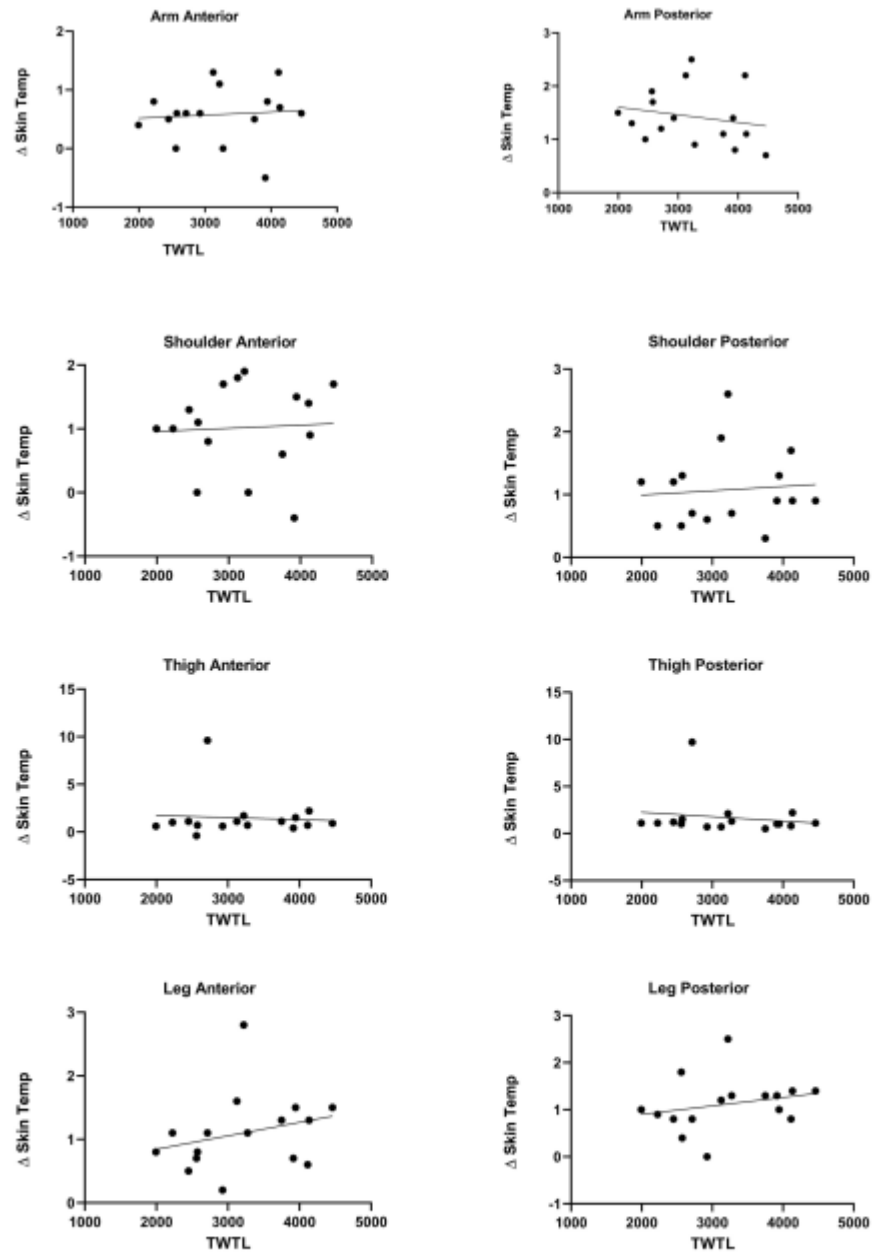 Arm Anterior
2
1
0
-1
Δ Skin Temp
1000 2000 3000 4000 5000
TWTL
Arm Posterior
3
2
1
0
Δ Skin Temp
1000 2000 3000 4000 5000
TWTL
Shoulder Anterior
2
1
0
-1
Δ Skin Temp
1000 2000 3000 4000 5000
TWTL
Shoulder Posterior
3
2
1
0
Δ Skin Temp
1000 2000 3000 4000 5000
TWTL
Thigh Anterior
15
10
5
0
-5
Δ Skin Temp
1000 2000 3000 4000 5000
TWTL
Thigh Posterior
15
10
5
0
-5
Δ Skin Temp
1000 2000 3000 4000 5000
TWTL
Leg Anterior
3
2
1
0
Δ Skin Temp
1000 2000 3000 4000 5000
TWTL
Leg Posterior
3
2
1
0
-1
Δ Skin Temp
1000 2000 3000 4000 5000
TWTL